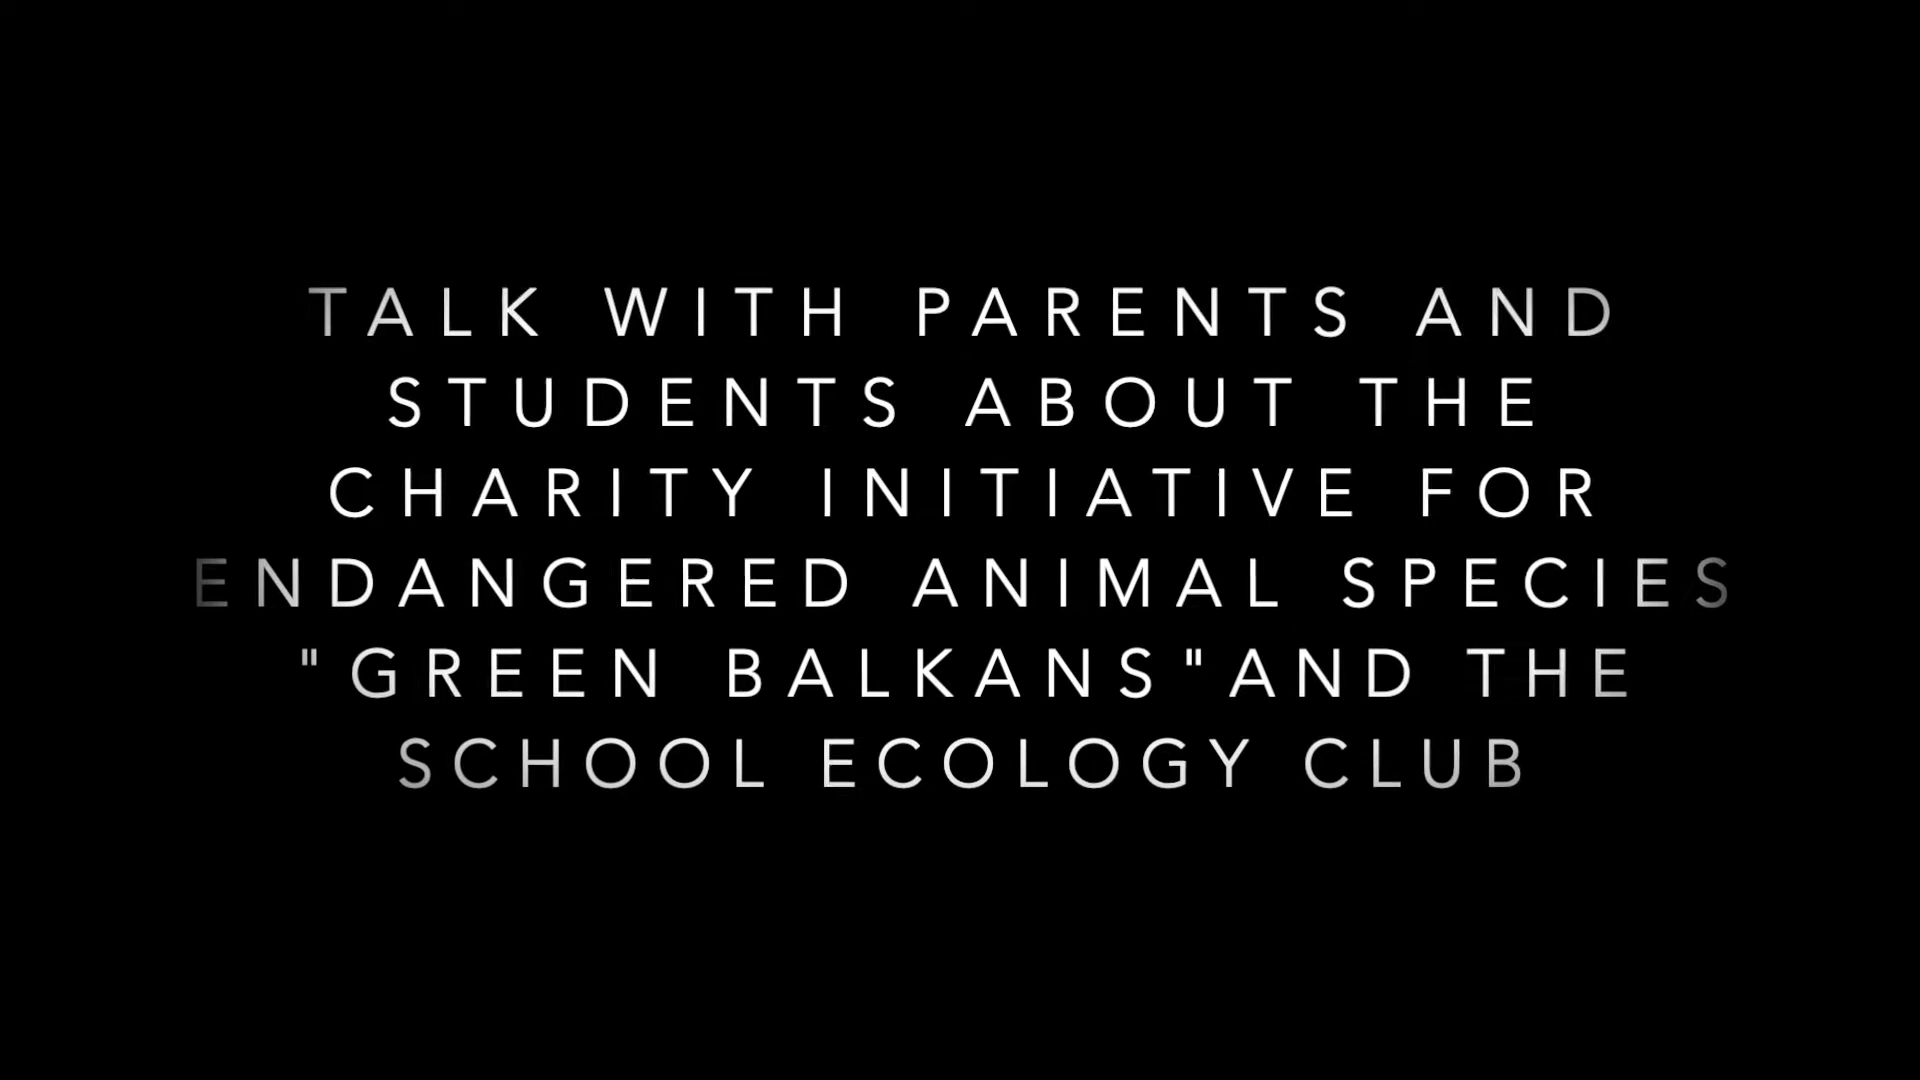 TALK WITH PARENTS AND
STUDENTS ABOUT THE
CHARITY INITIATIVE FOR
ENDANGERED ANIMAL SPECIES
"GREEN BALKANS"AND THE
SCHOOL ECOLOGY CLUB